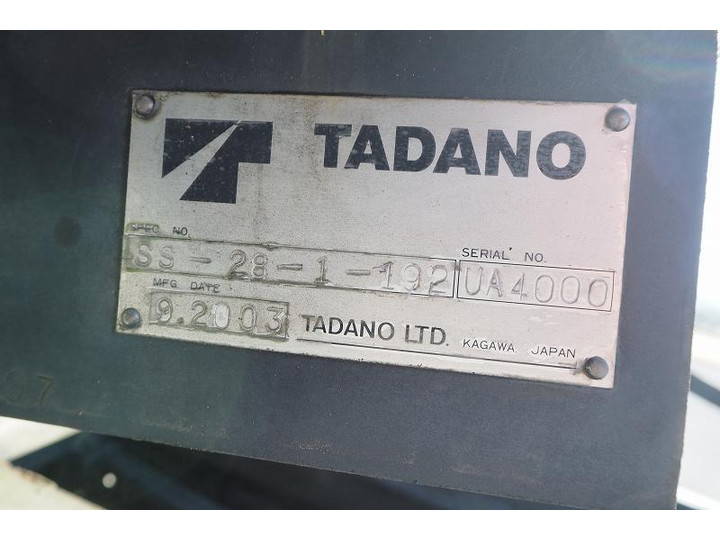 TADANO
SPEC NO.
SS-28-1-192
SERIAL NO.
UA4000
MFG DATE
9.2003
TADANO LTD.
KAGAWA JAPAN